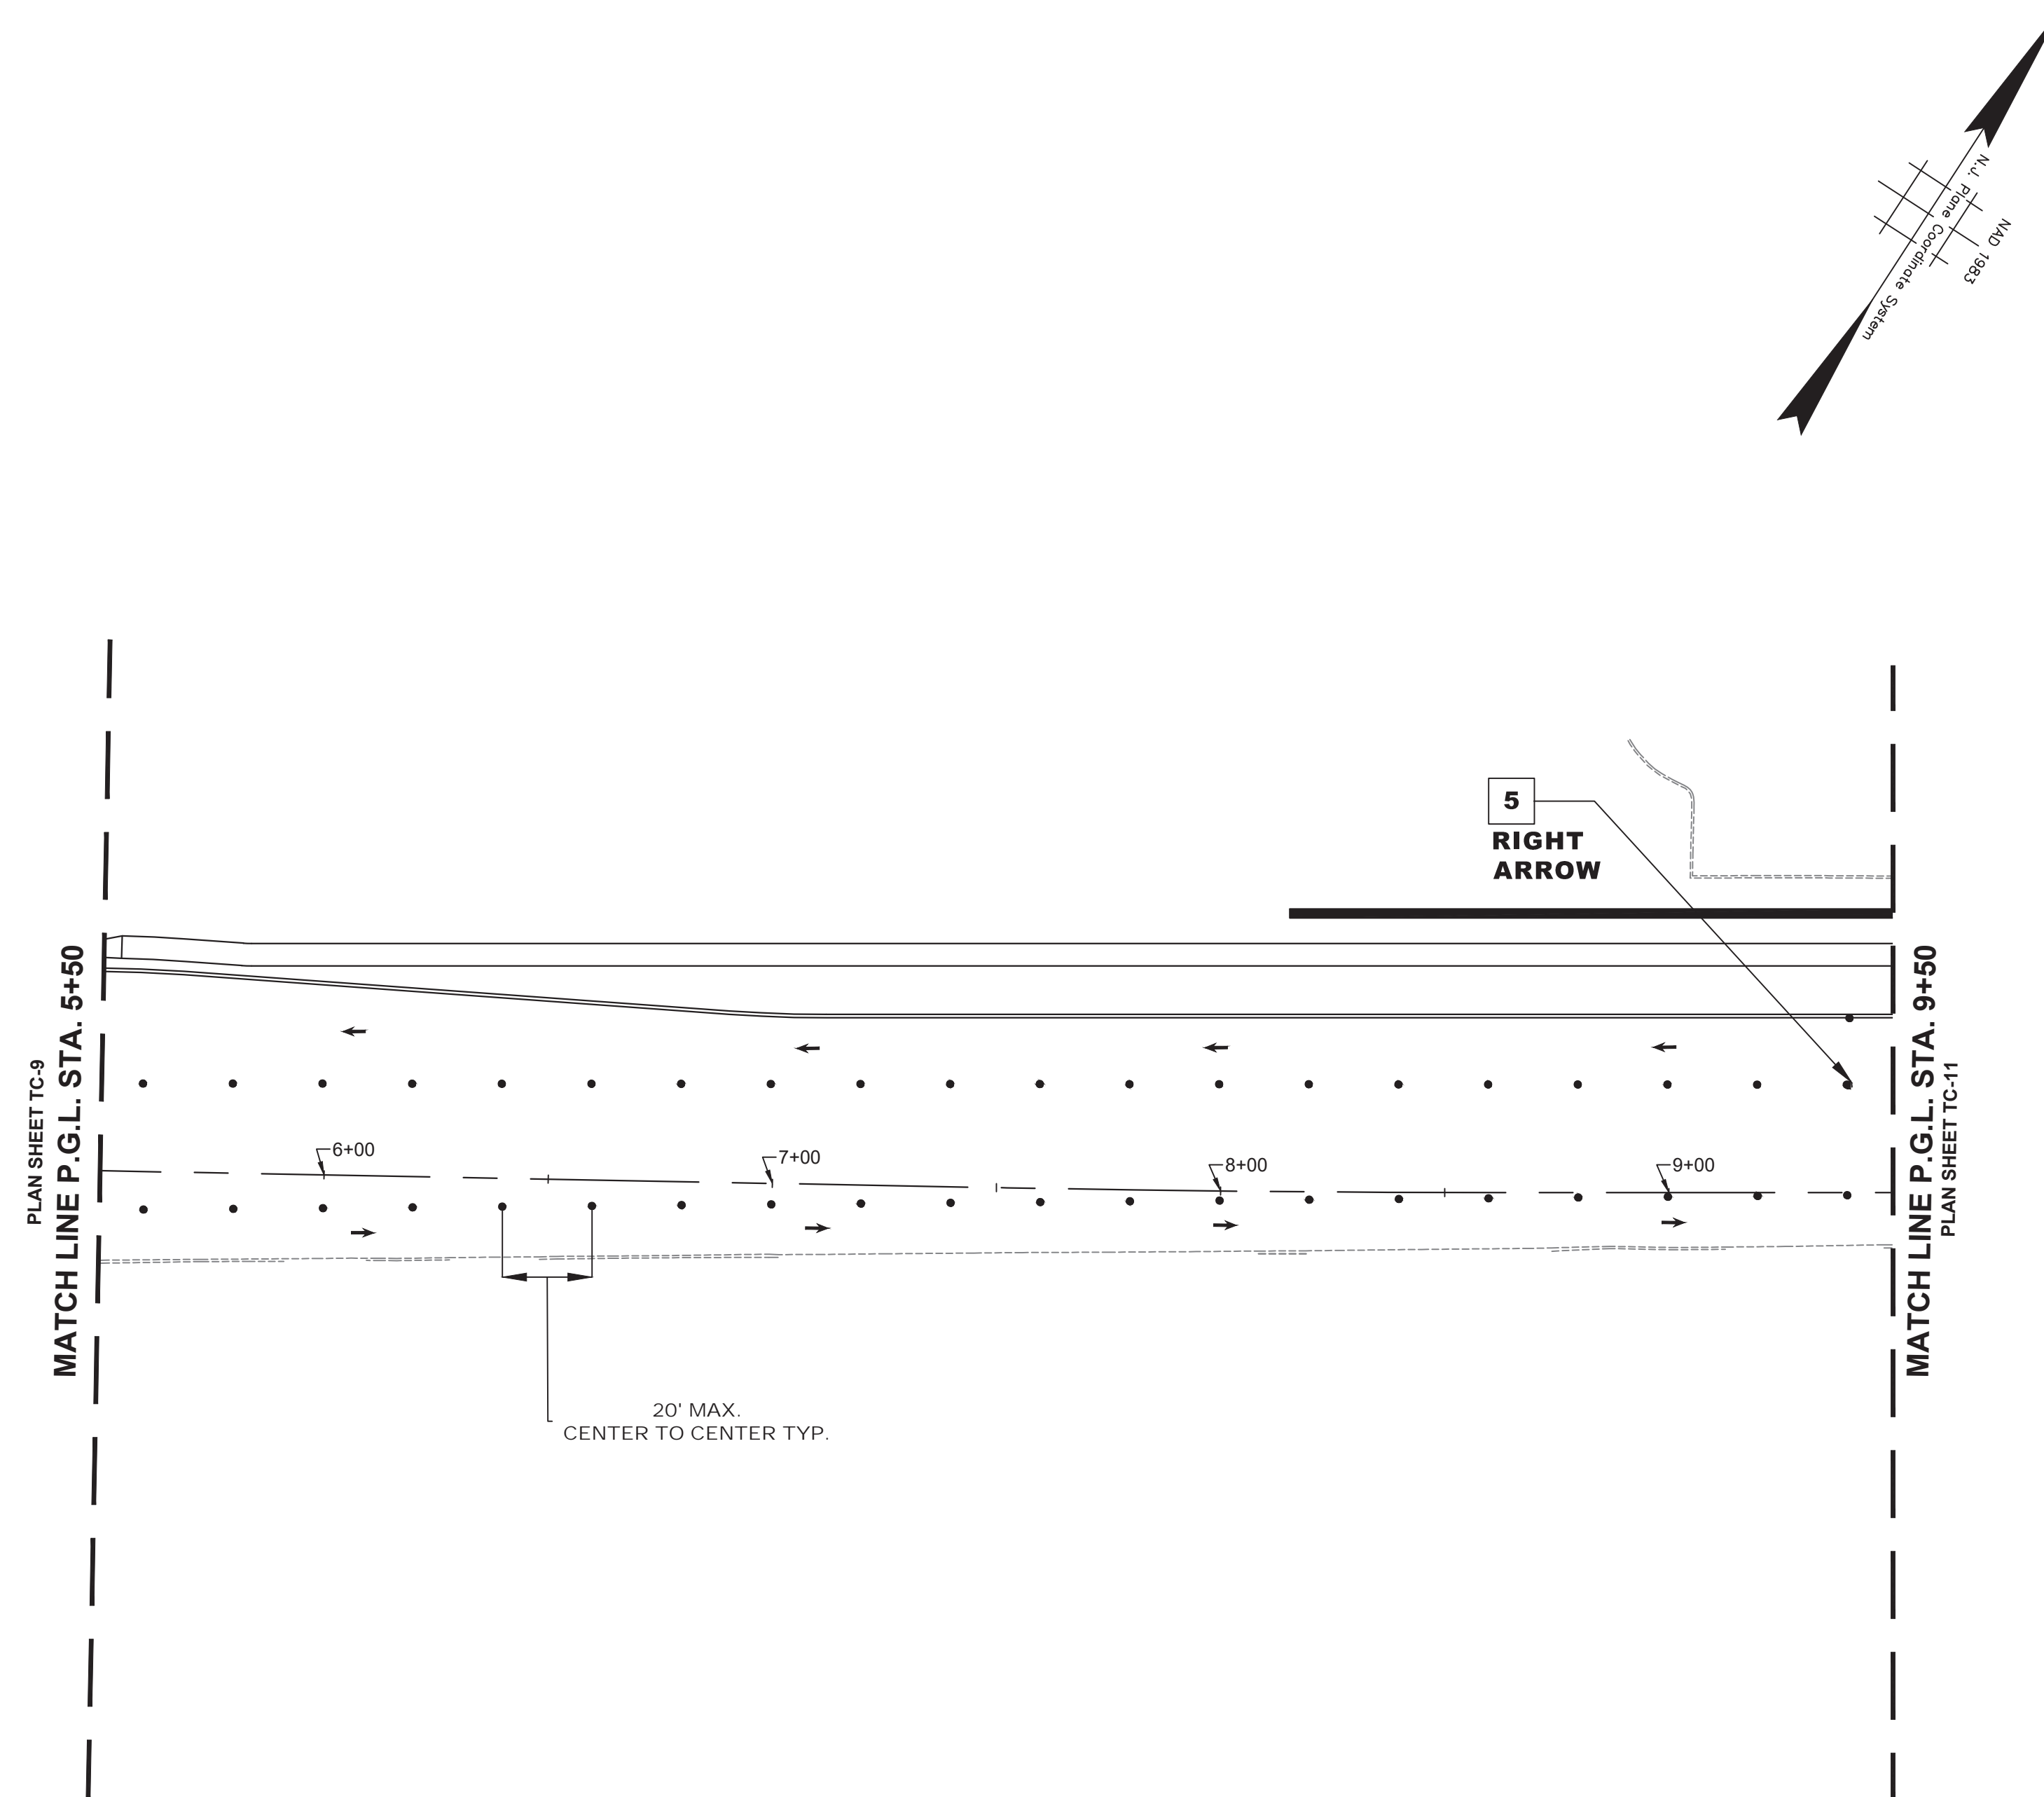 N.J. Plane Coordinate System
NAD 1983
5
RIGHT
ARROW
PLAN SHEET TC-9
MATCH LINE P.G.L. STA. 5+50
MATCH LINE P.G.L. STA. 9+50
PLAN SHEET TC-11
6+00
7+00
8+00
9+00
20' MAX.
CENTER TO CENTER TYP.